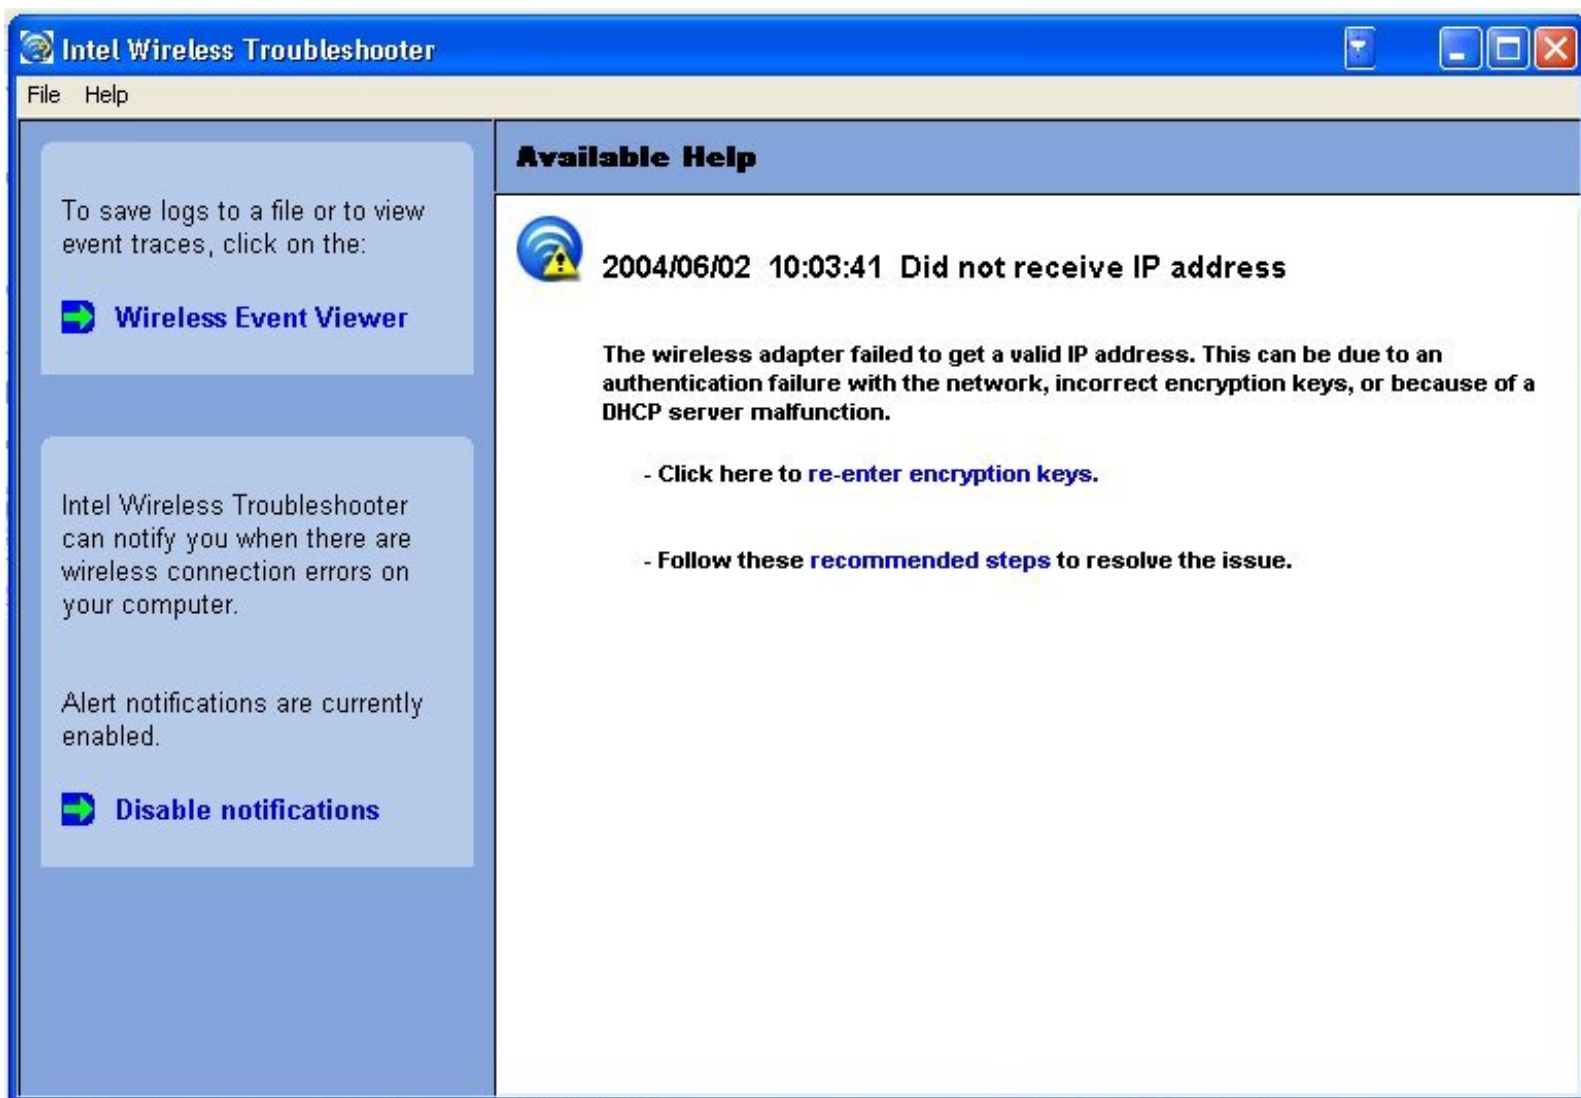 Intel Wireless Troubleshooter
File Help
To save logs to a file or to view
event traces, click on the:
Wireless Event Viewer
Intel Wireless Troubleshooter
can notify you when there are
wireless connection errors on
your computer.
Alert notifications are currently
enabled.
Disable notifications
Available Help
2004/06/02 10:03:41 Did not receive IP address
The wireless adapter failed to get a valid IP address. This can be due to an
authentication failure with the network, incorrect encryption keys, or because of a
DHCP server malfunction.
- Click here to re-enter encryption keys.
- Follow these recommended steps to resolve the issue.